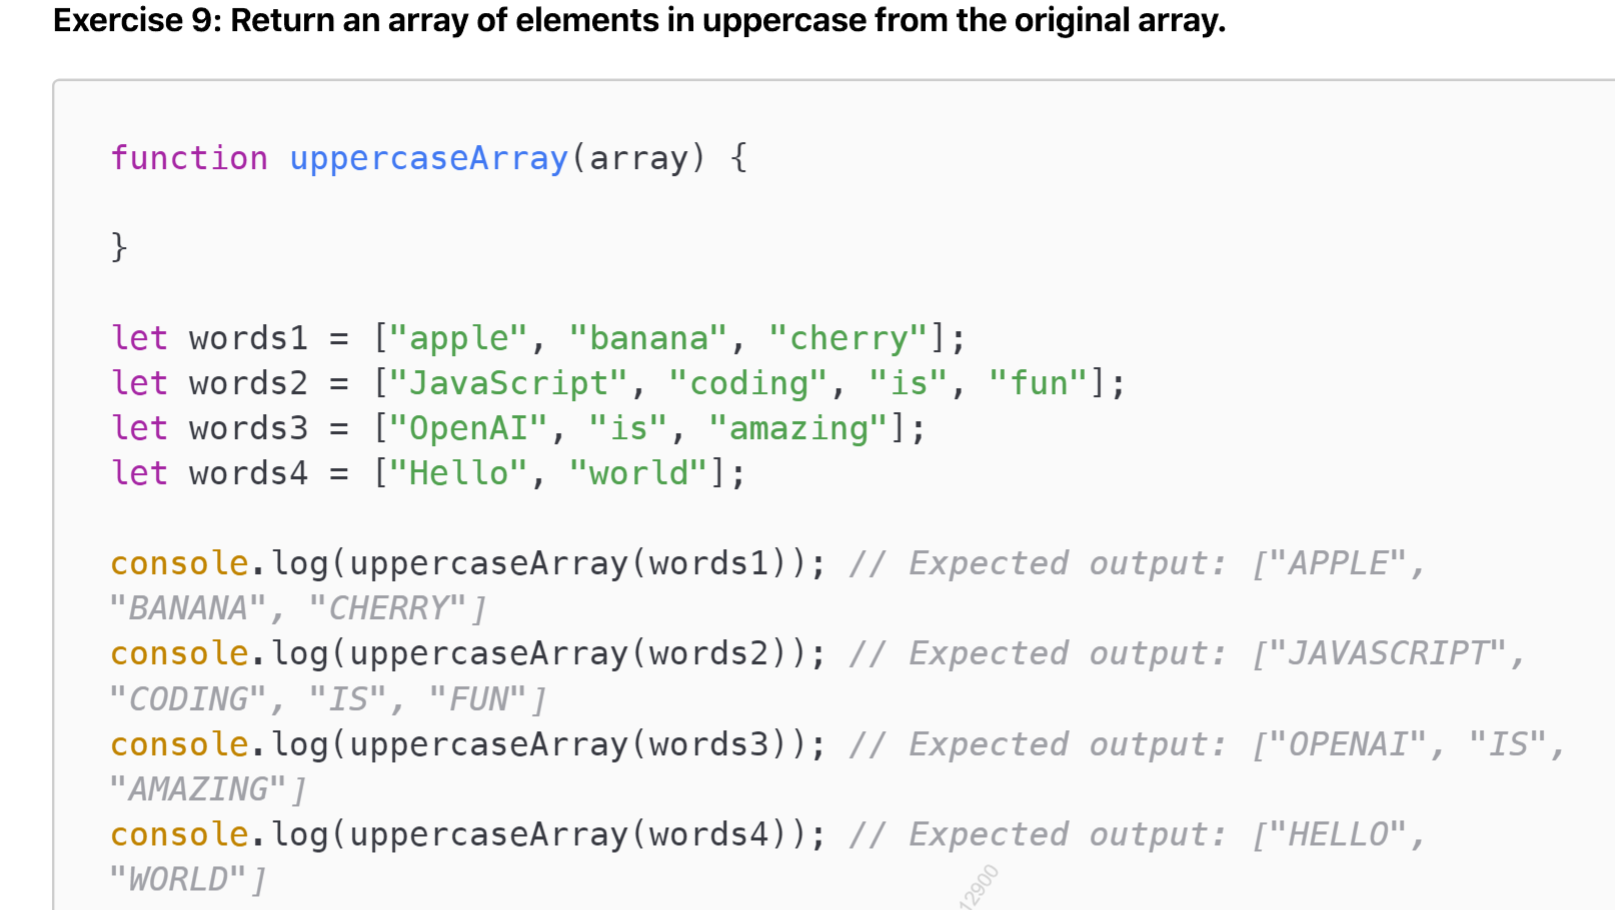 Exercise 9: Return an array of elements in uppercase from the original array.
function uppercaseArray(array) {
}
let words1 = ["apple", "banana", "cherry"];
let words2 = ["JavaScript", "coding", "is", "fun"];
let words3 = ["OpenAI", "is", "amazing"];
let words4 = ["Hello", "world"];
console.log(uppercaseArray(words1)); // Expected output: ["APPLE",
"BANANA", "CHERRY"]
console.log(uppercaseArray(words2)); // Expected output: ["JAVASCRIPT",
"CODING", "IS", "FUN"]
console.log(uppercaseArray(words3)); // Expected output: ["OPENAI", "IS",
"AMAZING"]
console.log(uppercaseArray(words4)); // Expected output: ["HELLO",
"WORLD"]
12900